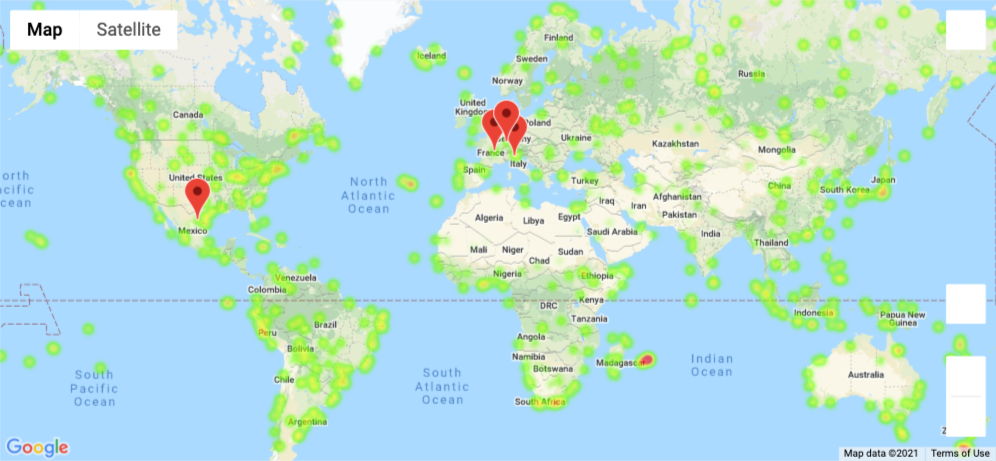 Map
Satellite
Iceland
Finland
Sweden
Norway
Russia
Canada
United
Kingdom
Poland
Ukraine
Kazakhstan
Mongolia
France
Italy
Spain
Turkey
United States
North
Atlantic
Ocean
China
South Korea
Japan
Afghanistan
Iraq
Iran
Pakistan
Algeria
Libya
Egypt
Saudi Arabia
India
Mexico
Mali
Niger
Sudan
Chad
Thailand
Nigeria
Ethiopia
Venezuela
Colombia
DRC
Kenya
Indonesia
Papua New
Guinea
Tanzania
Peru
Brazil
Angola
Bolivia
Namibia
Botswana
Madagascar
Indian
Ocean
South
Pacific
Ocean
South
Atlantic
Ocean
Chile
Australia
South Africa
Argentina
Google
Map data ©2021
Terms of Use